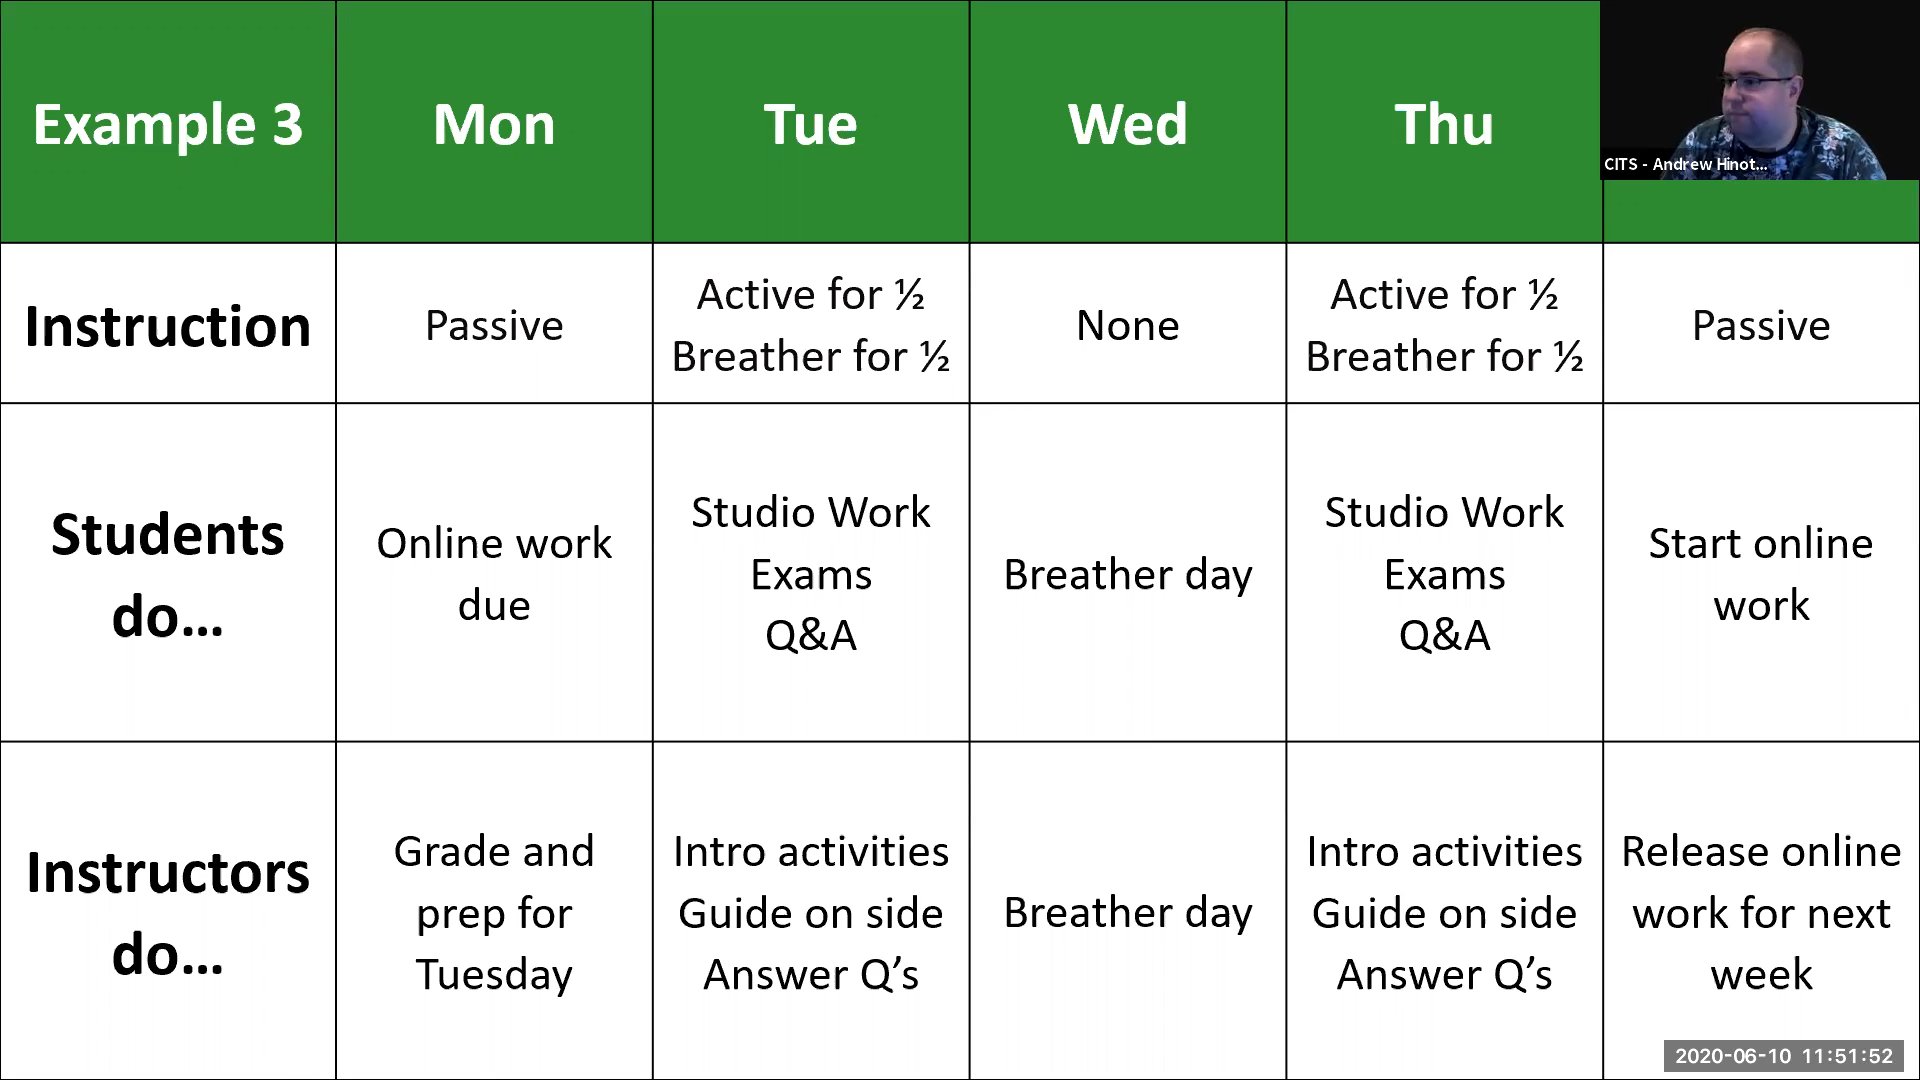 Example 3
Mon
Tue
Wed
Thu
CITS - Andrew Hinot...
Instruction
Passive
Active for ½
Breather for ½
None
Active for ½
Breather for ½
Passive
Students
do...
Online work
due
Studio Work
Exams
Q&A
Breather day
Studio Work
Exams
Q&A
Start online
work
Instructors
do...
Grade and
prep for
Tuesday
Intro activities
Guide on side
Answer Q’s
Breather day
Intro activities
Guide on side
Answer Q’s
Release online
work for next
week
2020-06-10 11:51:52